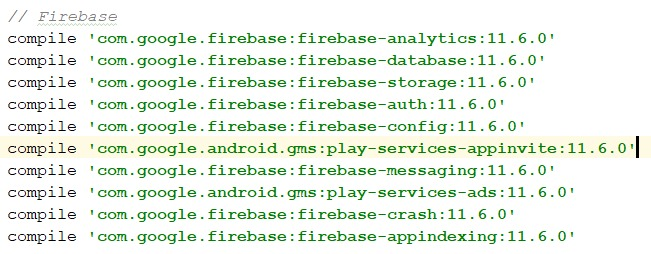 // Firebase
compile 'com.google.firebase:firebase-analytics:11.6.0'
compile 'com.google.firebase:firebase-database:11.6.0'
compile 'com.google.firebase:firebase-storage:11.6.0'
compile 'com.google.firebase:firebase-auth:11.6.0'
compile 'com.google.firebase:firebase-config:11.6.0'
compile 'com.google.android.gms:play-services-appinvite:11.6.0'
compile 'com.google.firebase:firebase-messaging:11.6.0'
compile 'com.google.android.gms:play-services-ads:11.6.0'
compile 'com.google.firebase:firebase-crash:11.6.0'
compile 'com.google.firebase:firebase-appindexing:11.6.0'